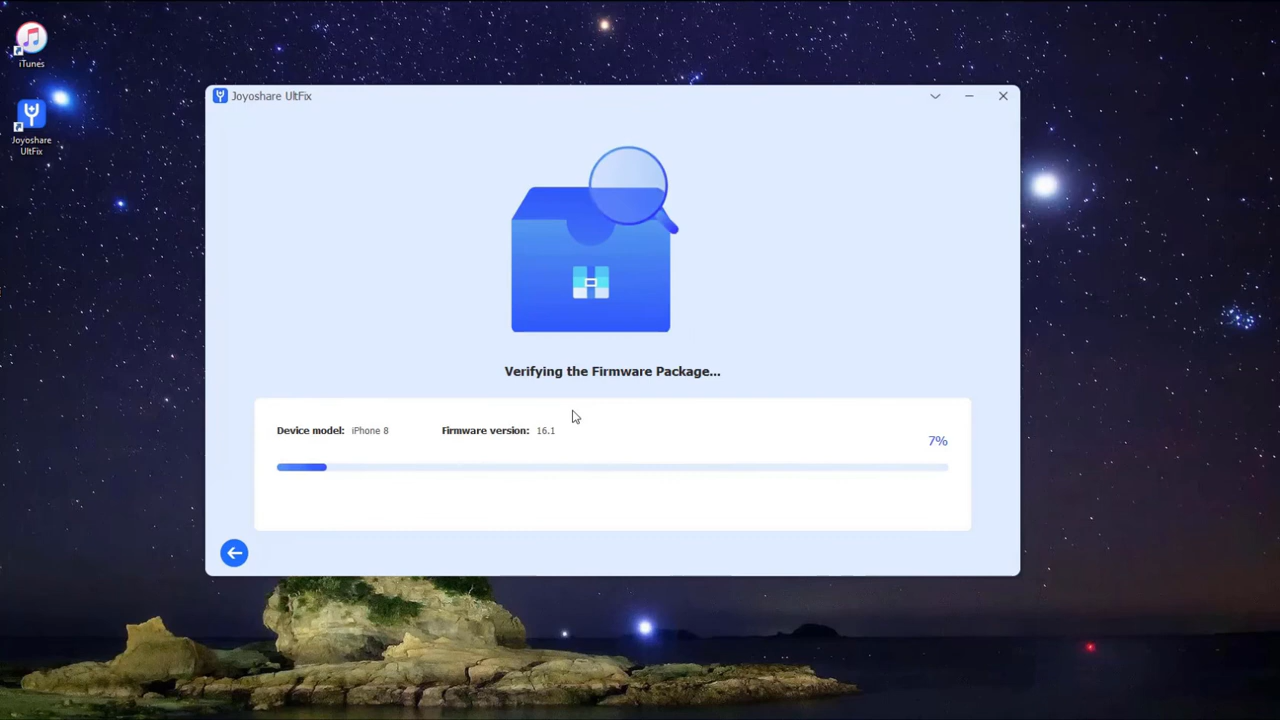 iTunes
Joyoshare
UltFix
Joyoshare UltFix
Verifying the Firmware Package...
Device model: iPhone 8 Firmware version: 16.1
7%